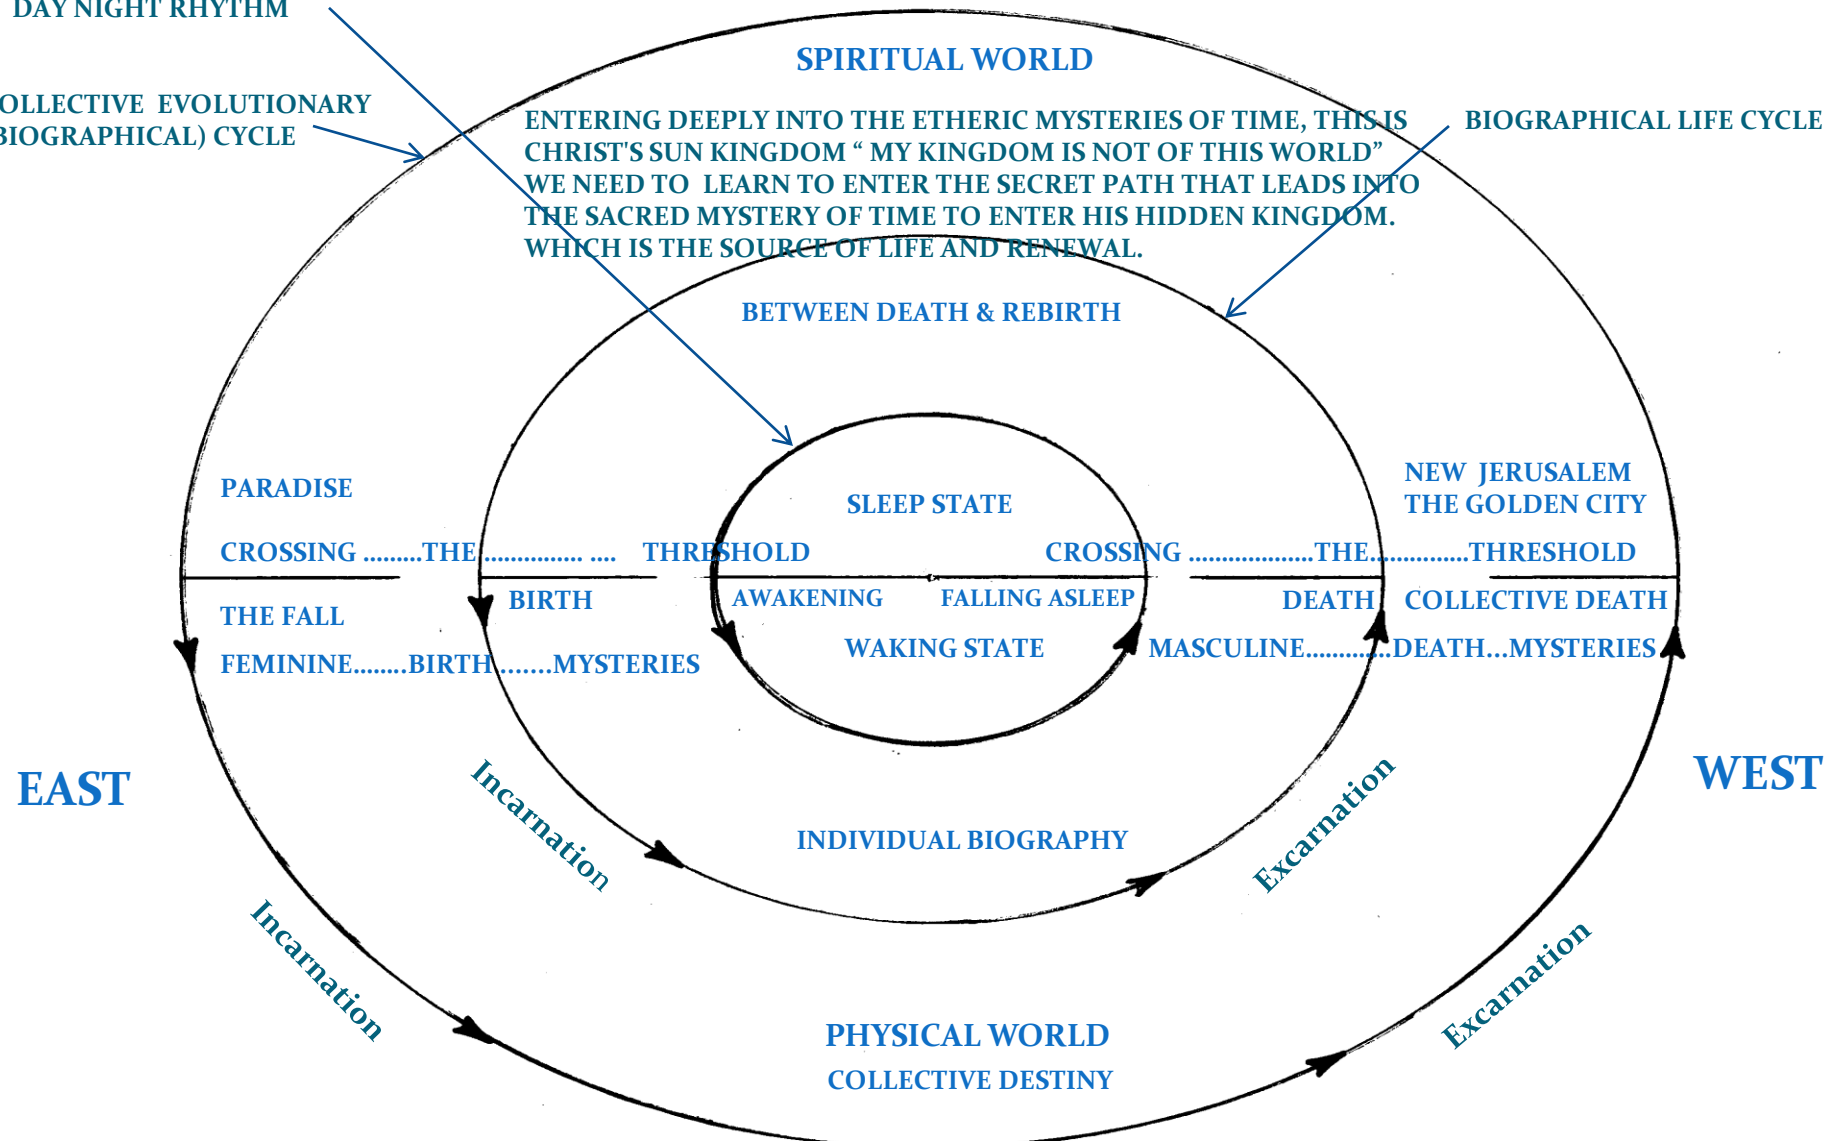 DAY NIGHT RHYTHM
SPIRITUAL WORLD
OLLECTIVE EVOLUTIONARY
BIOGRAPHICAL) CYCLE
ENTERING DEEPLY INTO THE ETHERIC MYSTERIES OF TIME, THIS IS
CHRIST'S SUN KINGDOM “ MY KINGDOM IS NOT OF THIS WORLD”
WE NEED TO LEARN TO ENTER THE SECRET PATH THAT LEADS INTO
THE SACRED MYSTERY OF TIME TO ENTER HIS HIDDEN KINGDOM.
WHICH IS THE SOURCE OF LIFE AND RENEWAL.
BIOGRAPHICAL LIFE CYCLE
BETWEEN DEATH & REBIRTH
PARADISE
SLEEP STATE
NEW JERUSALEM
THE GOLDEN CITY
CROSSING .........THE............... .... THRESHOLD
CROSSING ...................THE...............THRESHOLD
THE FALL
BIRTH
AWAKENING
FALLING ASLEEP
DEATH
COLLECTIVE DEATH
FEMININE........BIRTH.......MYSTERIES
WAKING STATE
MASCULINE.............DEATH...MYSTERIES
EAST
WEST
Incarnation
INDIVIDUAL BIOGRAPHY
Excarnation
Incarnation
Excarnation
PHYSICAL WORLD
COLLECTIVE DESTINY